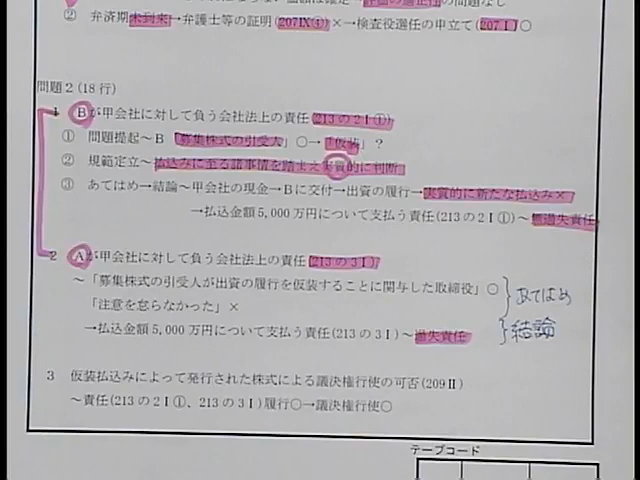 ② 弁済期未到来→弁護士等の証明(207Ⅸ④)×→検査役選任の申立て(207Ⅰ)○
問題2(18行)
1 Bが甲会社に対して負う会社法上の責任(213の2Ⅰ①)
① 問題提起～B「募集株式の引受人」○→「仮装」?
② 規範定立～払込みに至る諸事情を踏まえ実質的に判断
③ あてはめ→結論～甲会社の現金→Bに交付→出資の履行→実質的に新たな払込み×
→払込金額5,000万円について支払う責任(213の2Ⅰ①)～無過失責任
2 Aが甲会社に対して負う会社法上の責任(213の3Ⅰ)
～「募集株式の引受人が出資の履行を仮装することに関与した取締役」○
「注意を怠らなかった」×
あてはめ
→払込金額5,000万円について支払う責任(213の3Ⅰ)～過失責任
結論
3 仮装払込みによって発行された株式による議決権行使の可否(209Ⅱ)
～責任(213の2Ⅰ①、213の3Ⅰ)履行○→議決権行使○
テープコード